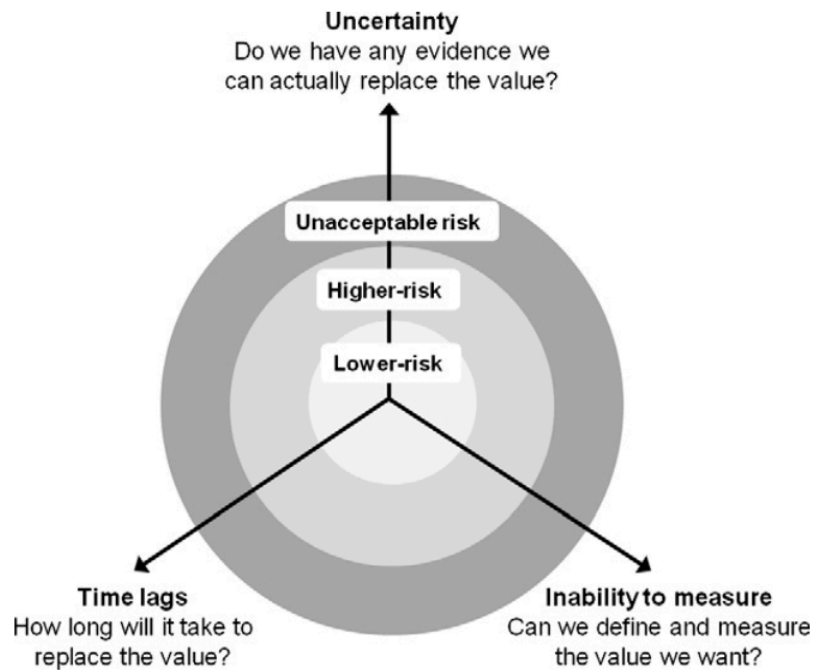 Uncertainty
Do we have any evidence we
can actually replace the value?
Unacceptable risk
Higher-risk
Lower-risk
Time lags
How long will it take to
replace the value?
Inability to measure
Can we define and measure
the value we want?